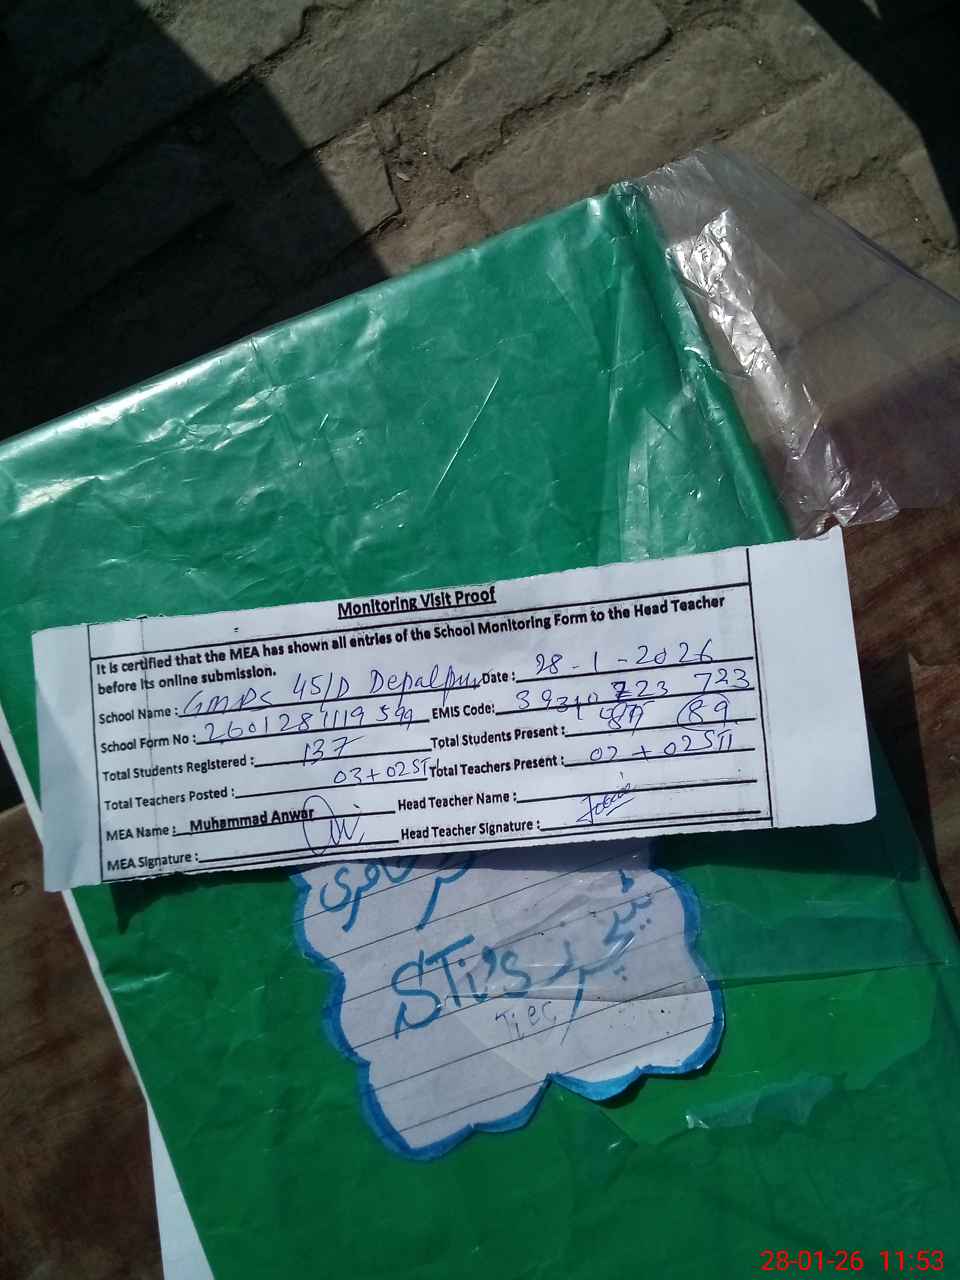 Monitoring Visit Proof
It is certified that the MEA has shown all entries of the School Monitoring Form to the Head Teacher
before its online submission.
School Name : GMPS 45/D Depalpur Date : 28-1-2026
School Form No : 2601281119599 EMIS Code: 39310 723
Total Students Registered : 137 Total Students Present : 89
Total Teachers Posted : 03+02STI Total Teachers Present : 02+02STI
MEA Name : Muhammad Anwar Head Teacher Name :
MEA Signature : Head Teacher Signature :
حاضری
ٹیچرز STi's
28-01-26 11:53